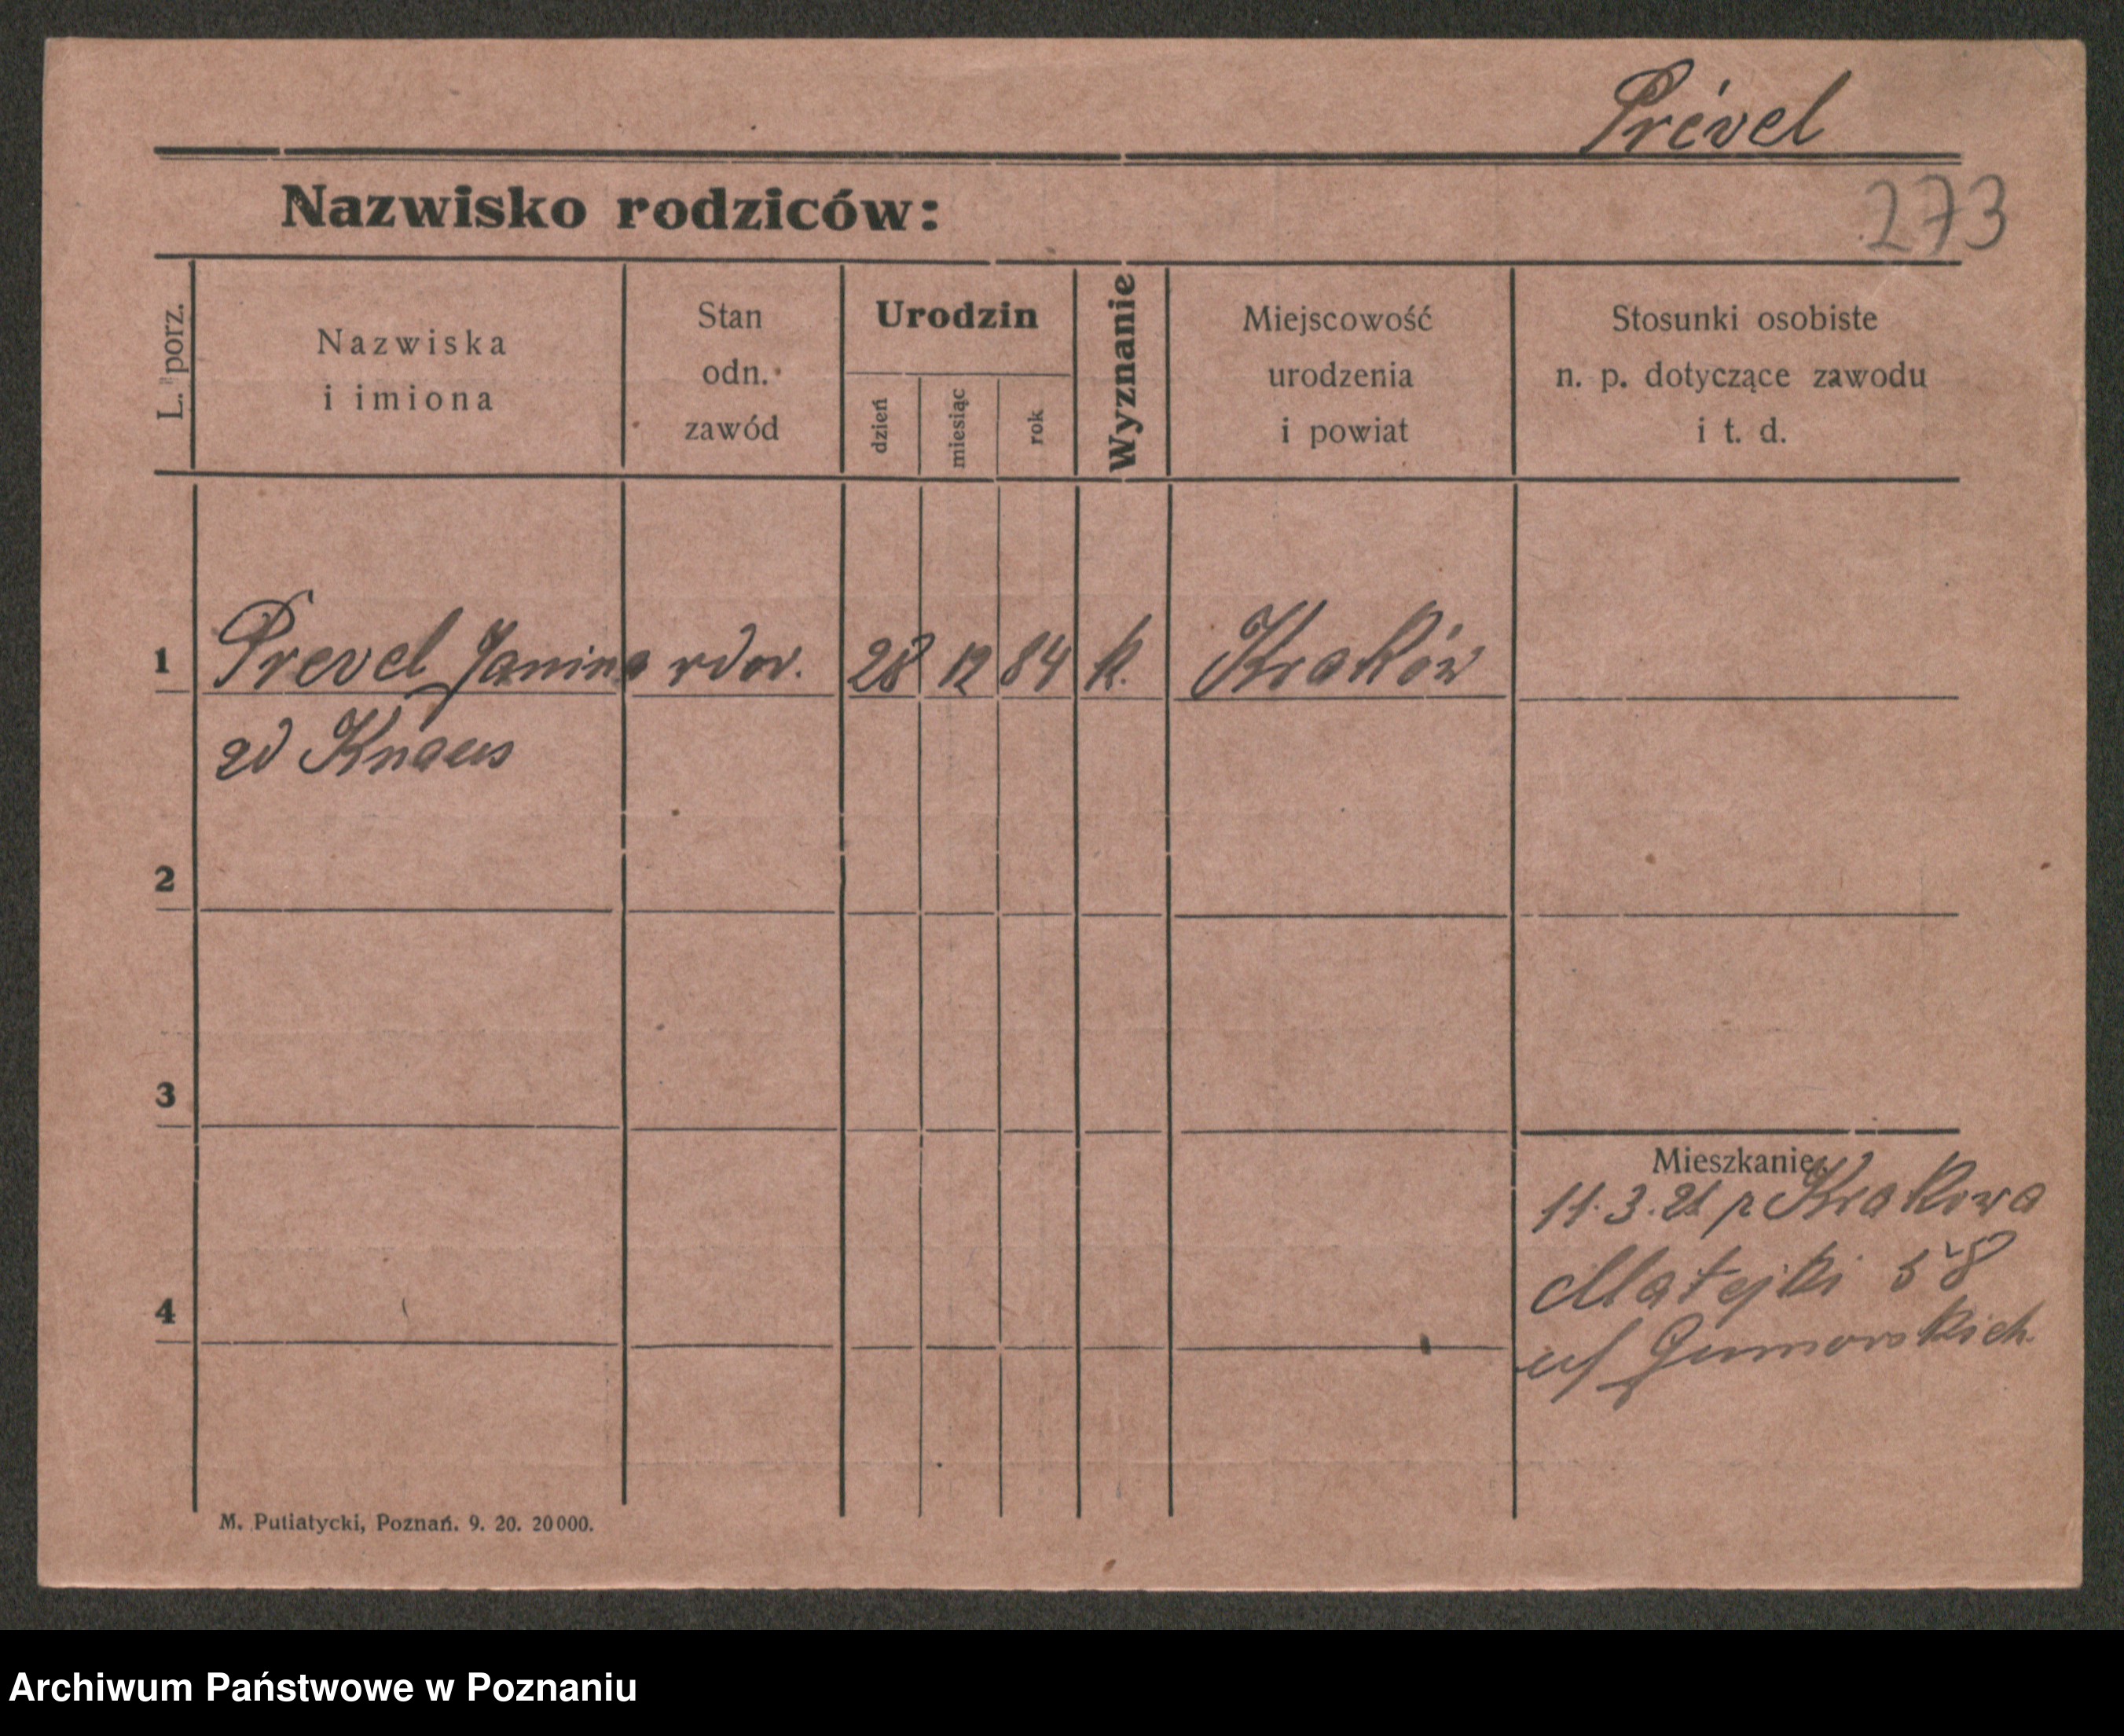 Prével
Nazwisko rodziców:
273
L. porz.
Nazwiska
i imiona
Stan
odn.
zawód
Urodzin
dzień
miesiąc
rok
Wyznanie
Miejscowość
urodzenia
i powiat
Stosunki osobiste
n. p. dotyczące zawodu
i t. d.
1 Prevel Janina wdow. 28 12 84 k. Kraków
zd Knaus
2
3
Mieszkanie:
11.3.21 z Krakowa
Matejki 58
4
M. Putiatycki, Poznań. 9. 20. 20000.
Archiwum Państwowe w Poznaniu